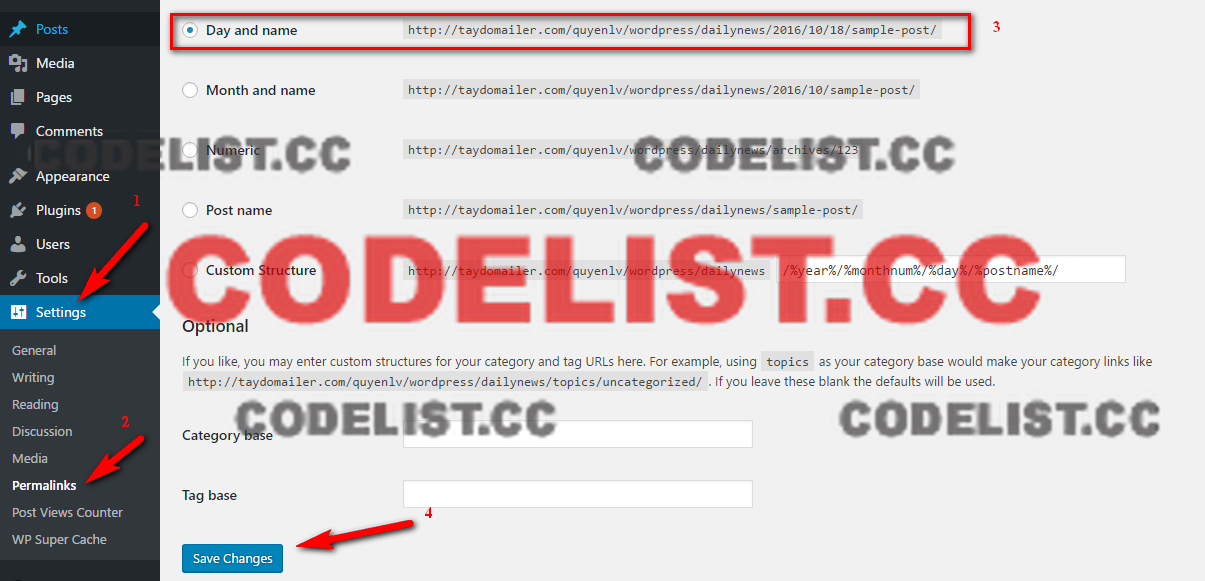 Posts
Media
Pages
Comments
Appearance
Plugins 1
Users
Tools
Settings
General
Writing
Reading
Discussion
Media
Permalinks
Post Views Counter
WP Super Cache
1
2
Day and name http://taydomailer.com/quyenlv/wordpress/dailynews/2016/10/18/sample-post/ 3
Month and name http://taydomailer.com/quyenlv/wordpress/dailynews/2016/10/sample-post/
Numeric http://taydomailer.com/quyenlv/wordpress/dailynews/archives/123
CODELIST.CC CODELIST.CC
Post name http://taydomailer.com/quyenlv/wordpress/dailynews/sample-post/
CODELIST.CC
Custom Structure http://taydomailer.com/quyenlv/wordpress/dailynews /%year%/%monthnum%/%day%/%postname%/
Optional
If you like, you may enter custom structures for your category and tag URLs here. For example, using topics as your category base would make your category links like
http://taydomailer.com/quyenlv/wordpress/dailynews/topics/uncategorized/ . If you leave these blank the defaults will be used.
CODELIST.CC CODELIST.CC
Category base
Tag base
4
Save Changes